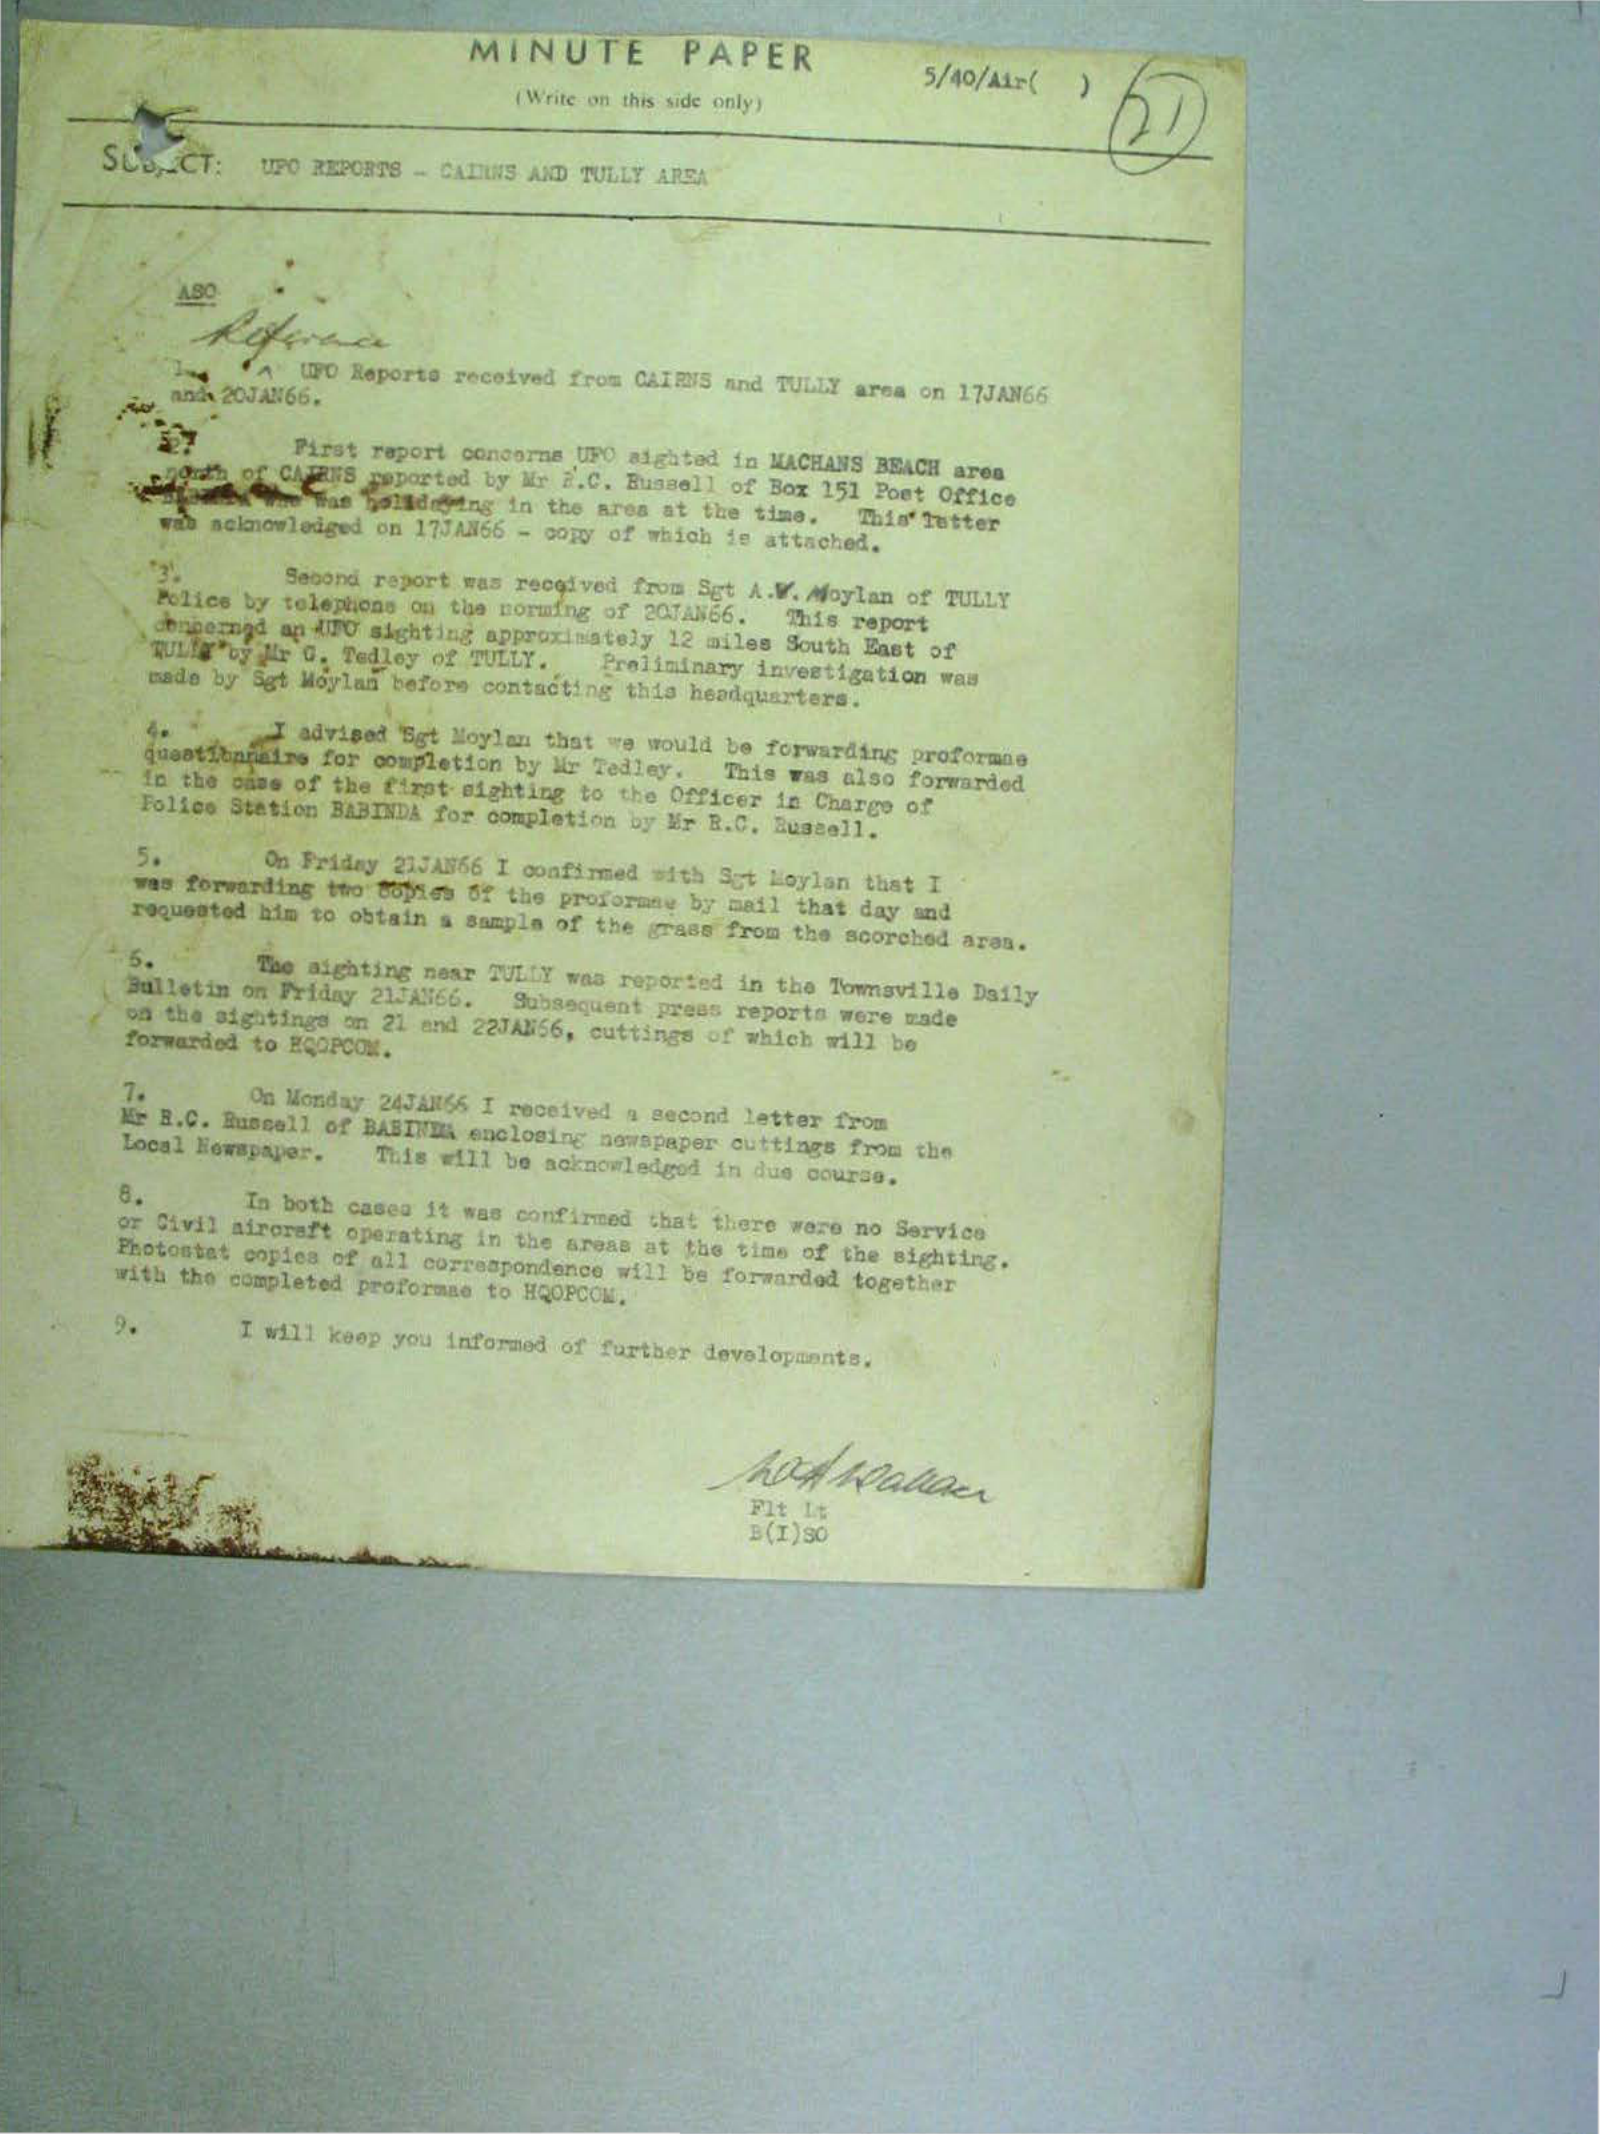 MINUTE PAPER
(Write on this side only)
5/40/Air( )
21
SUBJECT: UFO REPORTS - CAIRNS AND TULLY AREA
ASO
Reference
1. ^ UFO Reports received from CAIRNS and TULLY area on 17JAN66
and 20JAN66.
2. First report concerns UFO sighted in MACHANS BEACH area
north of CAIRNS reported by Mr R.C. Russell of Box 151 Post Office
who was holidaying in the area at the time. This letter
was acknowledged on 17JAN66 - copy of which is attached.
3. Second report was received from Sgt A.V. Moylan of TULLY
Police by telephone on the morning of 20JAN66. This report
concerned an UFO sighting approximately 12 miles South East of
TULLY by Mr G. Tedley of TULLY. Preliminary investigation was
made by Sgt Moylan before contacting this headquarters.
4. I advised Sgt Moylan that we would be forwarding proformae
questionnaire for completion by Mr Tedley. This was also forwarded
in the case of the first sighting to the Officer in Charge of
Police Station BABINDA for completion by Mr R.C. Russell.
5. On Friday 21JAN66 I confirmed with Sgt Moylan that I
was forwarding two copies of the proformae by mail that day and
requested him to obtain a sample of the grass from the scorched area.
6. The sighting near TULLY was reported in the Townsville Daily
Bulletin on Friday 21JAN66. Subsequent press reports were made
on the sightings on 21 and 22JAN66, cuttings of which will be
forwarded to HQOPCOM.
7. On Monday 24JAN66 I received a second letter from
Mr R.C. Russell of BABINDA enclosing newspaper cuttings from the
Local Newspaper. This will be acknowledged in due course.
8. In both cases it was confirmed that there were no Service
or Civil aircraft operating in the areas at the time of the sighting.
Photostat copies of all correspondence will be forwarded together
with the completed proformae to HQOPCOM.
9. I will keep you informed of further developments.
Flt Lt
B(I)SO